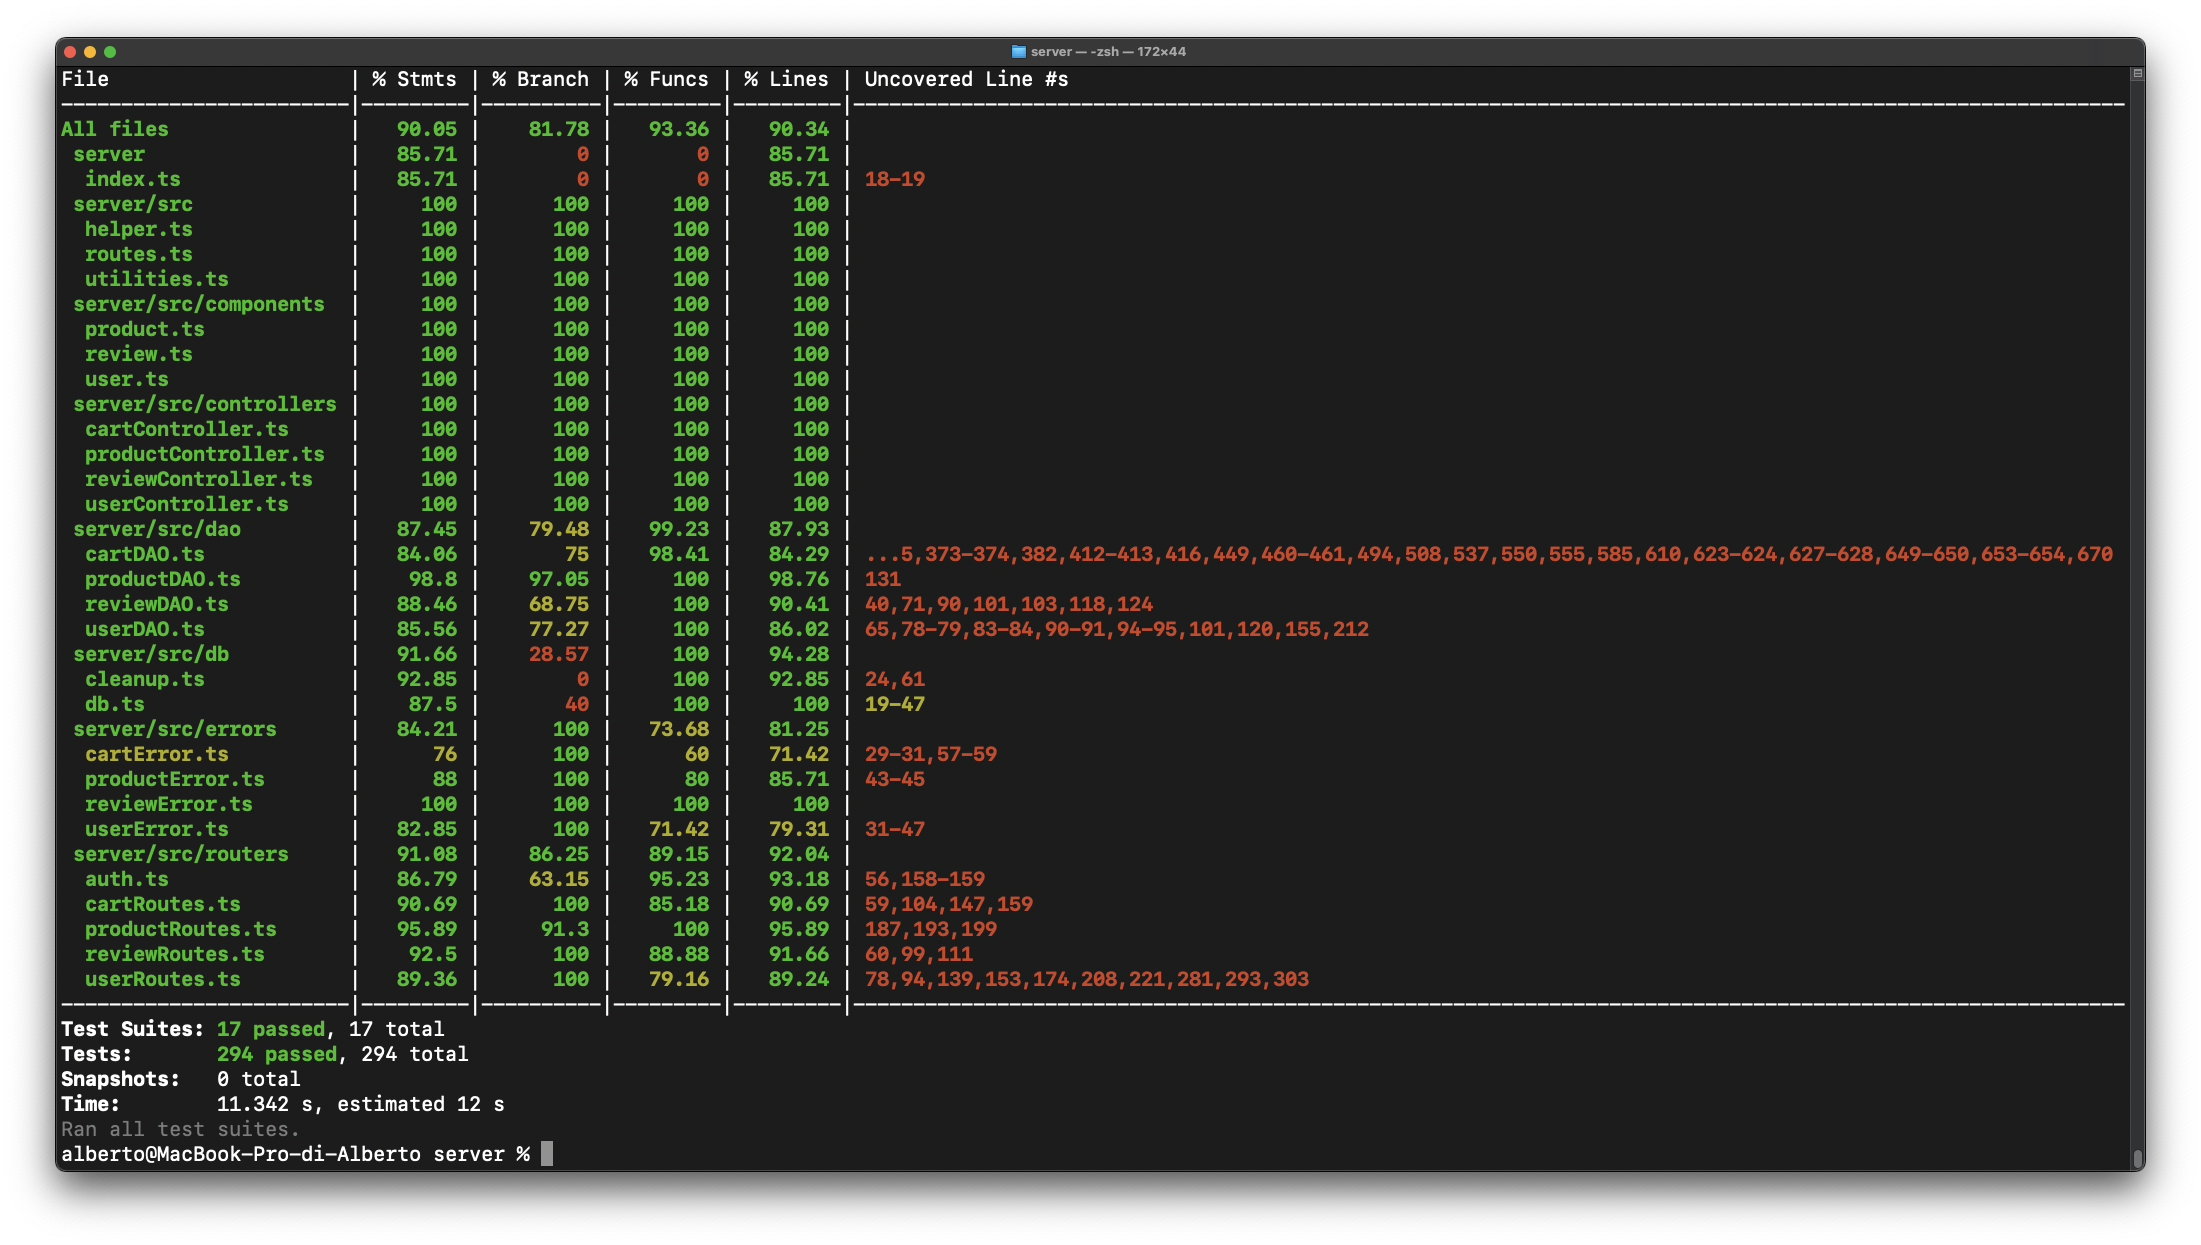 server — -zsh — 172×44
File | % Stmts | % Branch | % Funcs | % Lines | Uncovered Line #s
------------------------|---------|----------|---------|---------|----------------------------------------------------------------------------------------------------------
All files | 90.05 | 81.78 | 93.36 | 90.34 |
server | 85.71 | 0 | 0 | 85.71 |
index.ts | 85.71 | 0 | 0 | 85.71 | 18-19
server/src | 100 | 100 | 100 | 100 |
helper.ts | 100 | 100 | 100 | 100 |
routes.ts | 100 | 100 | 100 | 100 |
utilities.ts | 100 | 100 | 100 | 100 |
server/src/components | 100 | 100 | 100 | 100 |
product.ts | 100 | 100 | 100 | 100 |
review.ts | 100 | 100 | 100 | 100 |
user.ts | 100 | 100 | 100 | 100 |
server/src/controllers | 100 | 100 | 100 | 100 |
cartController.ts | 100 | 100 | 100 | 100 |
productController.ts | 100 | 100 | 100 | 100 |
reviewController.ts | 100 | 100 | 100 | 100 |
userController.ts | 100 | 100 | 100 | 100 |
server/src/dao | 87.45 | 79.48 | 99.23 | 87.93 |
cartDAO.ts | 84.06 | 75 | 98.41 | 84.29 | ...5,373-374,382,412-413,416,449,460-461,494,508,537,550,555,585,610,623-624,627-628,649-650,653-654,670
productDAO.ts | 98.8 | 97.05 | 100 | 98.76 | 131
reviewDAO.ts | 88.46 | 68.75 | 100 | 90.41 | 40,71,90,101,103,118,124
userDAO.ts | 85.56 | 77.27 | 100 | 86.02 | 65,78-79,83-84,90-91,94-95,101,120,155,212
server/src/db | 91.66 | 28.57 | 100 | 94.28 |
cleanup.ts | 92.85 | 0 | 100 | 92.85 | 24,61
db.ts | 87.5 | 40 | 100 | 100 | 19-47
server/src/errors | 84.21 | 100 | 73.68 | 81.25 |
cartError.ts | 76 | 100 | 60 | 71.42 | 29-31,57-59
productError.ts | 88 | 100 | 80 | 85.71 | 43-45
reviewError.ts | 100 | 100 | 100 | 100 |
userError.ts | 82.85 | 100 | 71.42 | 79.31 | 31-47
server/src/routers | 91.08 | 86.25 | 89.15 | 92.04 |
auth.ts | 86.79 | 63.15 | 95.23 | 93.18 | 56,158-159
cartRoutes.ts | 90.69 | 100 | 85.18 | 90.69 | 59,104,147,159
productRoutes.ts | 95.89 | 91.3 | 100 | 95.89 | 187,193,199
reviewRoutes.ts | 92.5 | 100 | 88.88 | 91.66 | 60,99,111
userRoutes.ts | 89.36 | 100 | 79.16 | 89.24 | 78,94,139,153,174,208,221,281,293,303
------------------------|---------|----------|---------|---------|----------------------------------------------------------------------------------------------------------
Test Suites: 17 passed, 17 total
Tests: 294 passed, 294 total
Snapshots: 0 total
Time: 11.342 s, estimated 12 s
Ran all test suites.
alberto@MacBook-Pro-di-Alberto server %